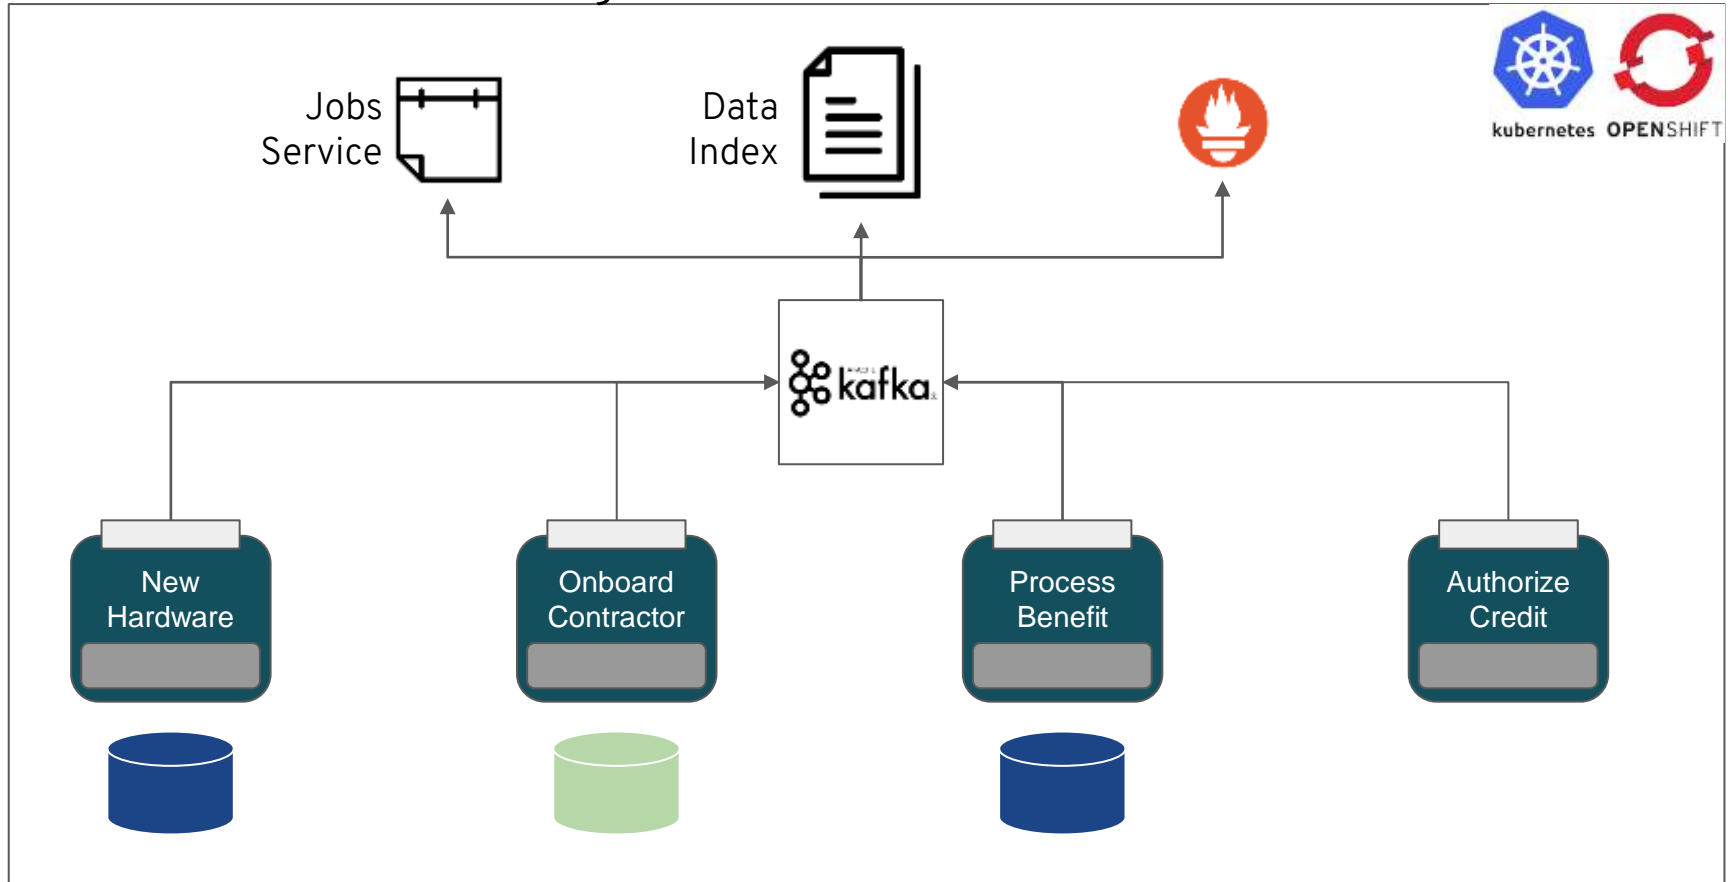 Jobs
Service
Data
Index
kubernetes OPENSHIFT
kafka
New
Hardware
Onboard
Contractor
Process
Benefit
Authorize
Credit